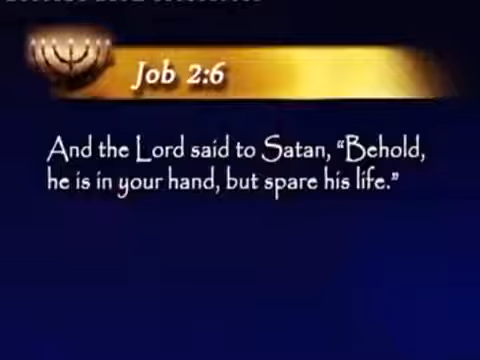 Job 2:6
And the Lord said to Satan, “Behold,
he is in your hand, but spare his life.”